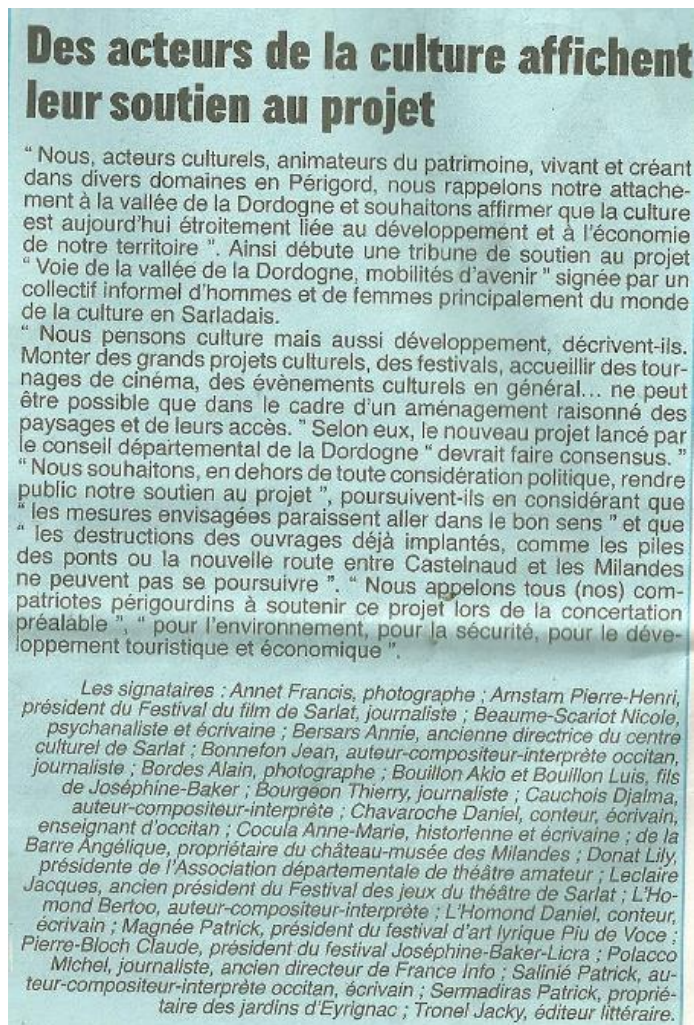 Des acteurs de la culture affichent
leur soutien au projet
“ Nous, acteurs culturels, animateurs du patrimoine, vivant et créant
dans divers domaines en Périgord, nous rappelons notre attache-
ment à la vallée de la Dordogne et souhaitons affirmer que la culture
est aujourd'hui étroitement liée au développement et à l'économie
de notre territoire ”. Ainsi débute une tribune de soutien au projet
“ Voie de la vallée de la Dordogne, mobilités d'avenir ” signée par un
collectif informel d'hommes et de femmes principalement du monde
de la culture en Sarladais.
“ Nous pensons culture mais aussi développement, décrivent-ils.
Monter des grands projets culturels, des festivals, accueillir des tour-
nages de cinéma, des évènements culturels en général... ne peut
être possible que dans le cadre d'un aménagement raisonné des
paysages et de leurs accès. ” Selon eux, le nouveau projet lancé par
le conseil départemental de la Dordogne “ devrait faire consensus. ”
“ Nous souhaitons, en dehors de toute considération politique, rendre
public notre soutien au projet ”, poursuivent-ils en considérant que
“ les mesures envisagées paraissent aller dans le bon sens ” et que
“ les destructions des ouvrages déjà implantés, comme les piles
des ponts ou la nouvelle route entre Castelnaud et les Milandes
ne peuvent pas se poursuivre ”. “ Nous appelons tous (nos) com-
patriotes périgourdins à soutenir ce projet lors de la concertation
préalable ”, “ pour l'environnement, pour la sécurité, pour le déve-
loppement touristique et économique ”.
Les signataires : Annet Francis, photographe ; Arnstam Pierre-Henri,
président du Festival du film de Sarlat, journaliste ; Beaume-Scariot Nicole,
psychanaliste et écrivaine ; Bersars Annie, ancienne directrice du centre
culturel de Sarlat ; Bonnefon Jean, auteur-compositeur-interprète occitan,
journaliste ; Bordes Alain, photographe ; Bouillon Akio et Bouillon Luis, fils
de Joséphine-Baker ; Bourgeon Thierry, journaliste ; Cauchois Djalma,
auteur-compositeur-interprète ; Chavaroche Daniel, conteur, écrivain,
enseignant d'occitan ; Cocula Anne-Marie, historienne et écrivaine ; de la
Barre Angélique, propriétaire du château-musée des Milandes ; Donat Lily,
présidente de l'Association départementale de théâtre amateur ; Leclaire
Jacques, ancien président du Festival des jeux du théâtre de Sarlat ; L'Ho-
mond Bertoo, auteur-compositeur-interprète ; L'Homond Daniel, conteur,
écrivain ; Magnée Patrick, président du festival d'art lyrique Piu de Voce ;
Pierre-Bloch Claude, président du festival Joséphine-Baker-Licra ; Polacco
Michel, journaliste, ancien directeur de France Info ; Salinié Patrick, au-
teur-compositeur-interprète occitan, écrivain ; Sermadiras Patrick, proprié-
taire des jardins d'Eyrignac ; Tronel Jacky, éditeur littéraire.